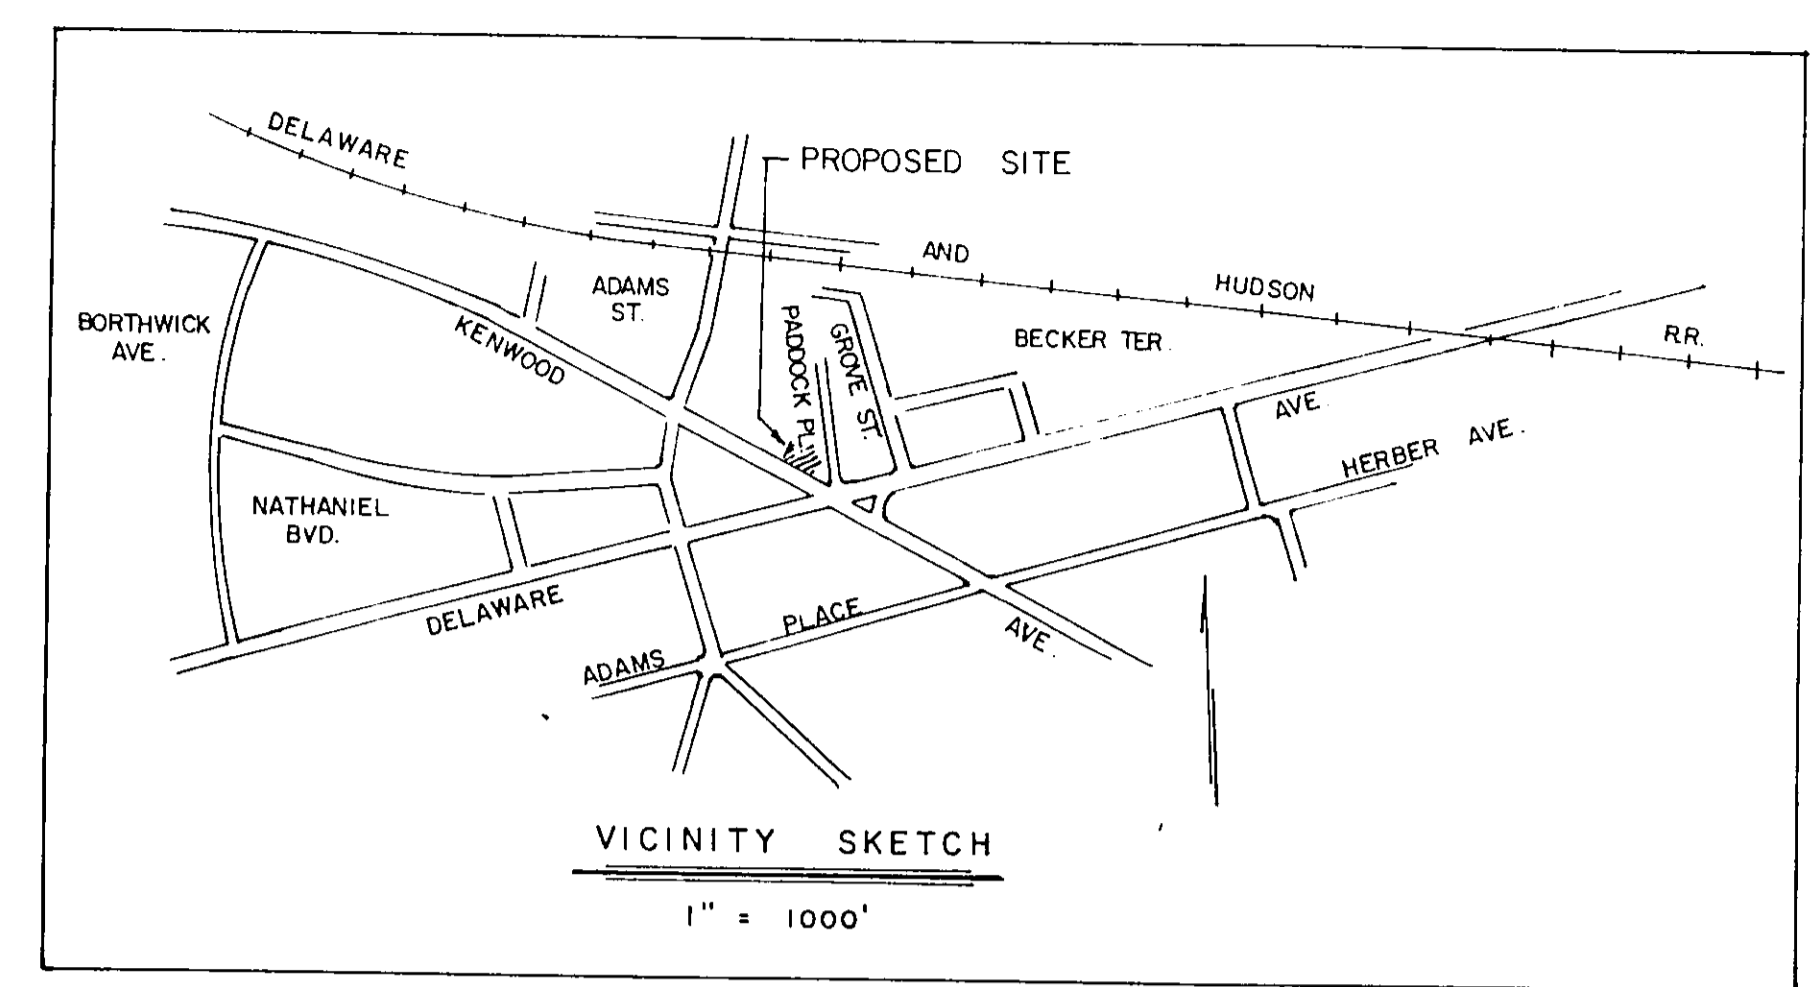 DELAWARE
PROPOSED SITE
AND
HUDSON
RR.
ADAMS
ST.
BORTHWICK
AVE.
KENWOOD
PADDOCK PL.
GROVE ST.
BECKER TER.
AVE.
HERBER AVE.
NATHANIEL
BVD.
DELAWARE
PLACE
AVE.
ADAMS
VICINITY SKETCH
1" = 1000'